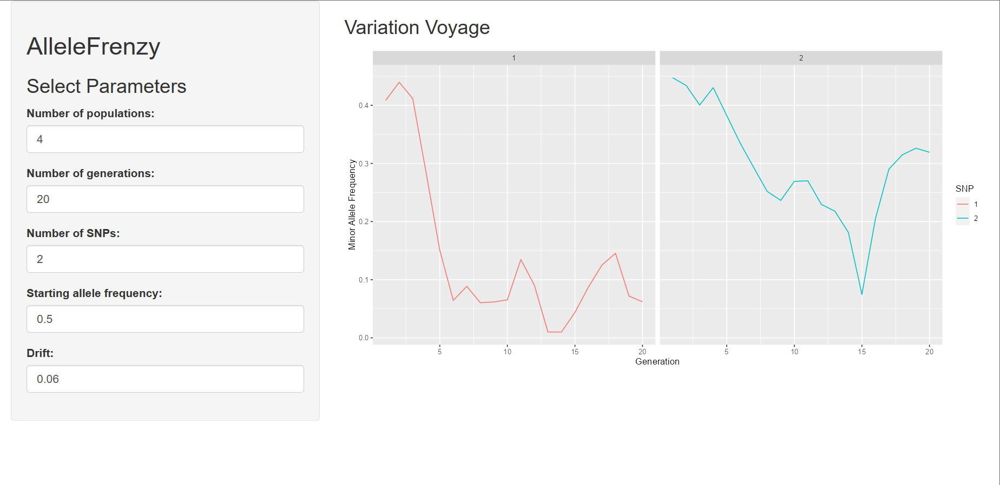 AlleleFrenzy
Select Parameters
Number of populations:
4
Number of generations:
20
Number of SNPs:
2
Starting allele frequency:
0.5
Drift:
0.06
Variation Voyage
1
2
0.4
0.3
0.2
0.1
0.0
Minor Allele Frequency
5
10
15
20
5
10
15
20
Generation
SNP
1
2